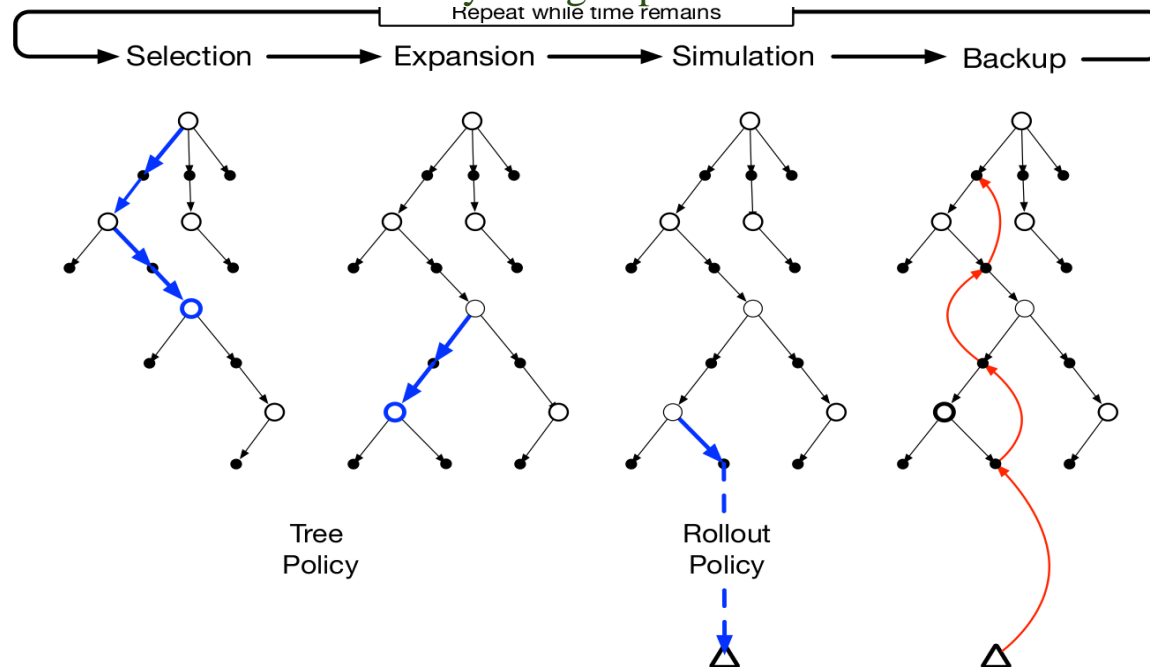 Repeat while time remains
Selection
Expansion
Simulation
Backup
Tree
Policy
Rollout
Policy